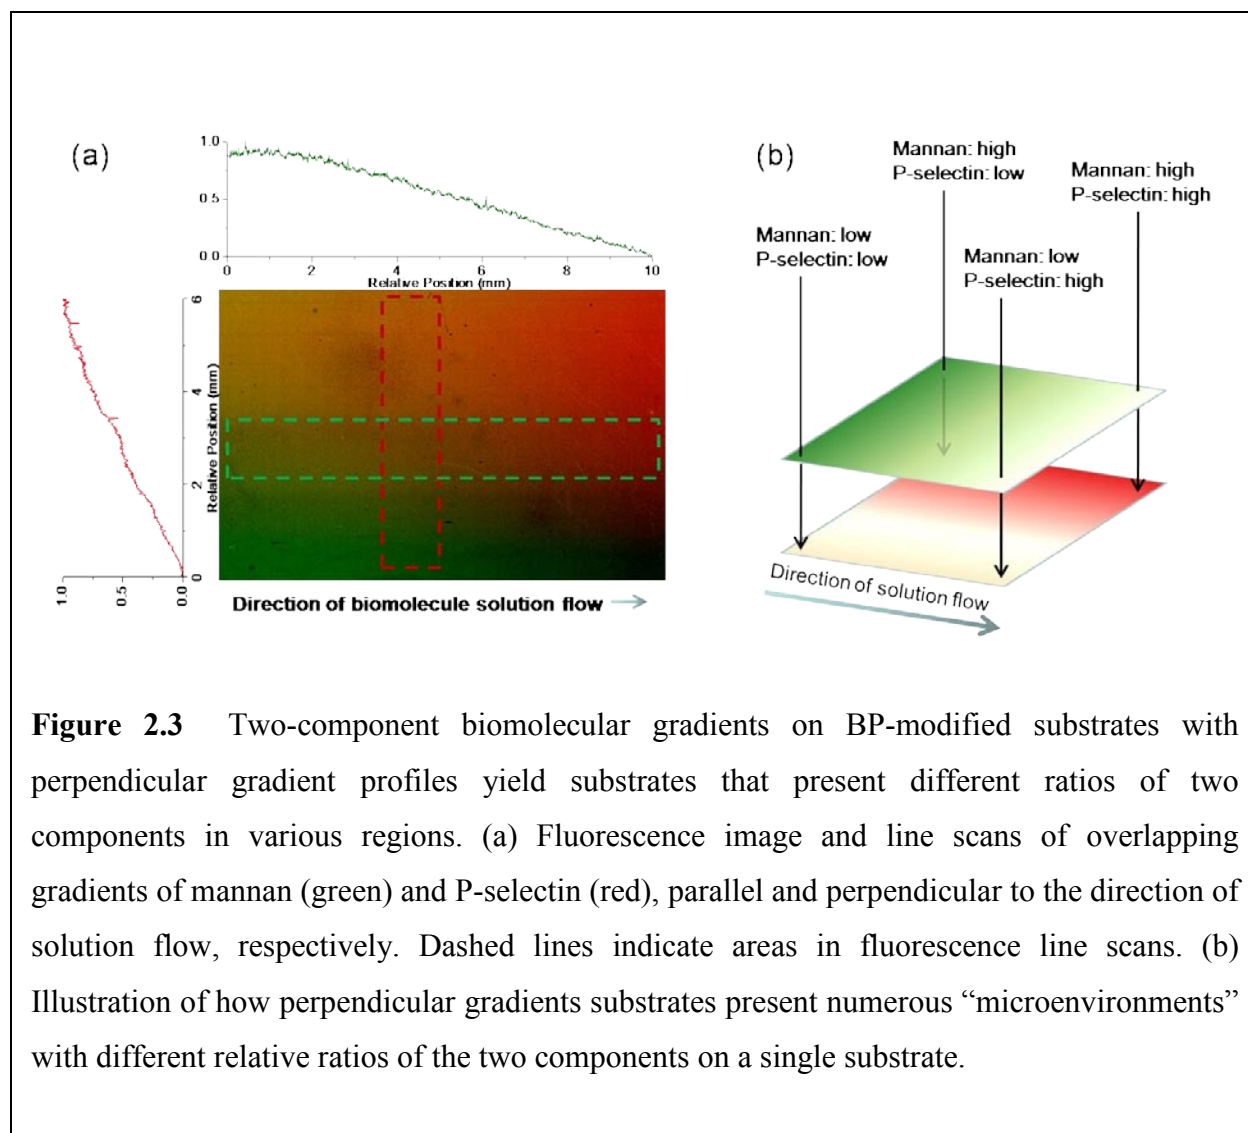 (a)
1.0
0.5
0.0
0
2
4
6
8
10
Relative Position (mm)
6
4
2
0
Relative Position (mm)
1.0
0.5
0.0
Direction of biomolecule solution flow
(b)
Mannan: high
P-selectin: low
Mannan: high
P-selectin: high
Mannan: low
P-selectin: low
Mannan: low
P-selectin: high
Direction of solution flow
Figure 2.3 Two-component biomolecular gradients on BP-modified substrates with
perpendicular gradient profiles yield substrates that present different ratios of two
components in various regions. (a) Fluorescence image and line scans of overlapping
gradients of mannan (green) and P-selectin (red), parallel and perpendicular to the direction of
solution flow, respectively. Dashed lines indicate areas in fluorescence line scans. (b)
Illustration of how perpendicular gradients substrates present numerous “microenvironments”
with different relative ratios of the two components on a single substrate.